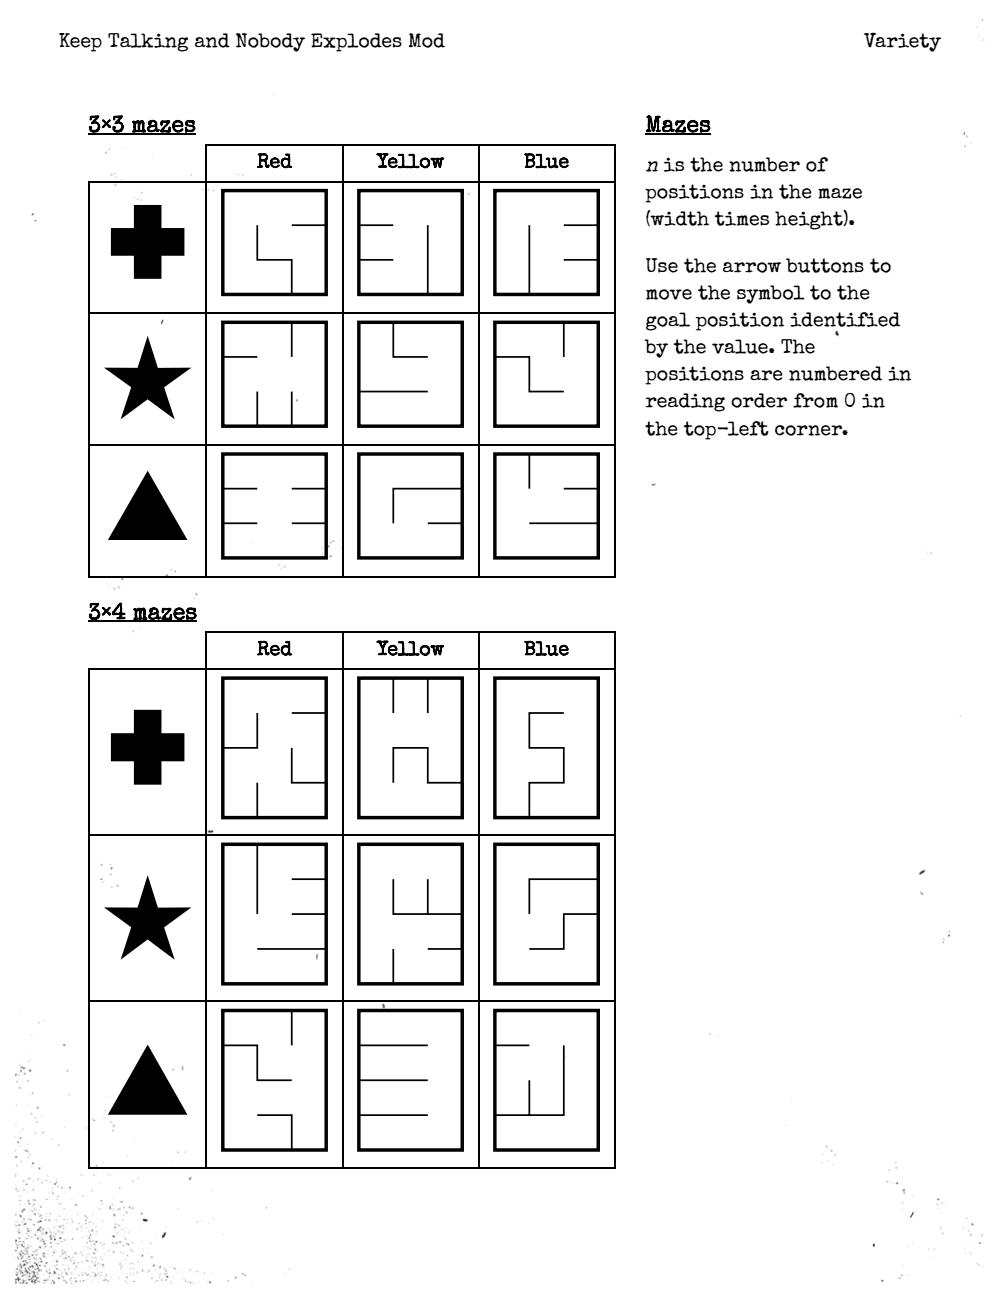 Keep Talking and Nobody Explodes Mod
Variety
3×3 mazes
Red Yellow Blue
3×4 mazes
Red Yellow Blue
Mazes
n is the number of
positions in the maze
(width times height).
Use the arrow buttons to
move the symbol to the
goal position identified
by the value. The
positions are numbered in
reading order from 0 in
the top-left corner.